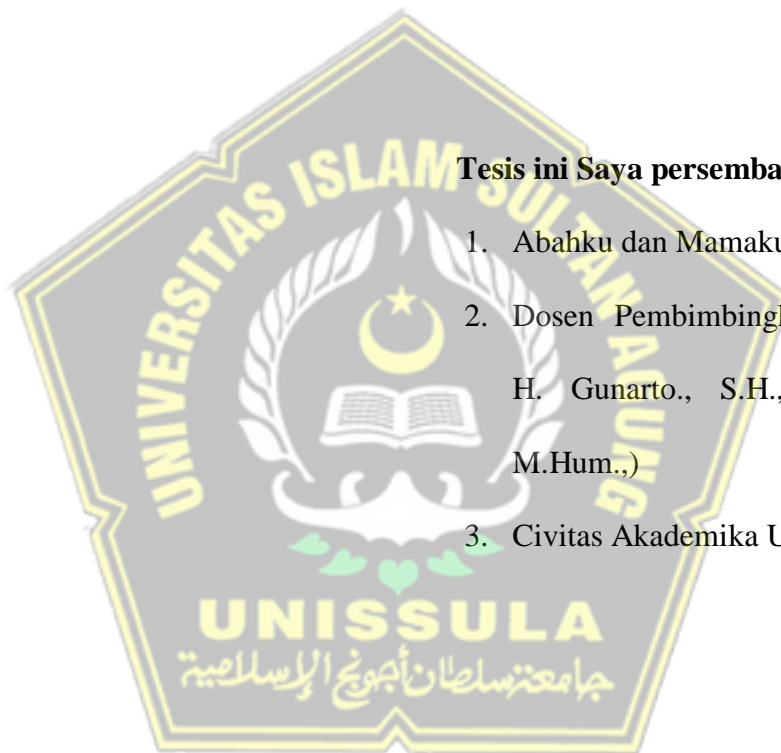 UNIVERSITAS ISLAM SULTAN AGUNG
Tesis ini Saya persemba
1. Abahku dan Mamaku
2. Dosen Pembimbing
H. Gunarto., S.H.,
M.Hum.,)
3. Civitas Akademika U
UNISSULA
جامعة سلطان أجونج الإسلامية